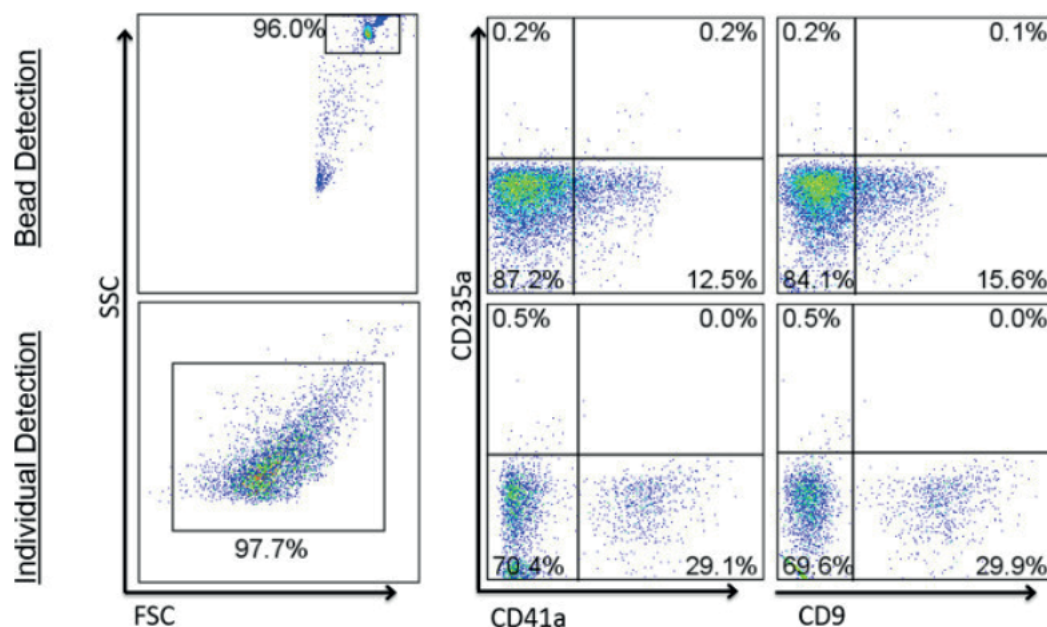 Bead Detection
96.0%
0.2% 0.2%
87.2% 12.5%
0.2% 0.1%
84.1% 15.6%
SSC
CD235a
Individual Detection
97.7%
0.5% 0.0%
70.4% 29.1%
0.5% 0.0%
69.6% 29.9%
FSC
CD41a
CD9